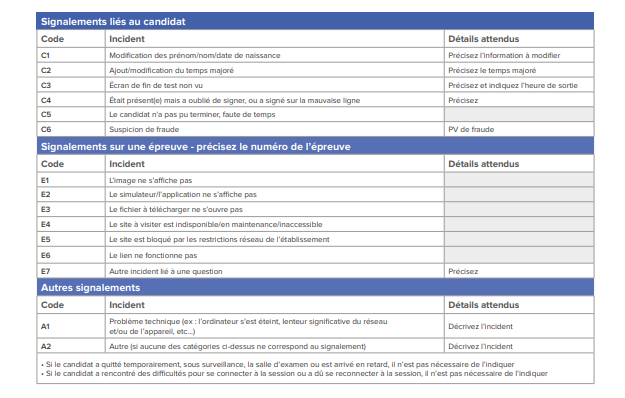 Signalements liés au candidat
Code Incident Détails attendus
C1 Modification des prénom/nom/date de naissance Précisez l'information à modifier
C2 Ajout/modification du temps majoré Précisez le temps majoré
C3 Écran de fin de test non vu Précisez et indiquez l'heure de sortie
C4 Était présent(e) mais a oublié de signer, ou a signé sur la mauvaise ligne Précisez
C5 Le candidat n'a pas pu terminer, faute de temps
C6 Suspicion de fraude PV de fraude
Signalements sur une épreuve - précisez le numéro de l'épreuve
Code Incident Détails attendus
E1 L'image ne s'affiche pas
E2 Le simulateur/l'application ne s'affiche pas
E3 Le fichier à télécharger ne s'ouvre pas
E4 Le site à visiter est indisponible/en maintenance/inaccessible
E5 Le site est bloqué par les restrictions réseau de l'établissement
E6 Le lien ne fonctionne pas
E7 Autre incident lié à une question Précisez
Autres signalements
Code Incident Détails attendus
A1 Problème technique (ex : l'ordinateur s'est éteint, lenteur significative du réseau
et/ou de l'appareil, etc...) Décrivez l'incident
A2 Autre (si aucune des catégories ci-dessus ne correspond au signalement) Décrivez l'incident
• Si le candidat a quitté temporairement, sous surveillance, la salle d'examen ou est arrivé en retard, il n'est pas nécessaire de l'indiquer
• Si le candidat a rencontré des difficultés pour se connecter à la session ou a dû se reconnecter à la session, il n'est pas nécessaire de l'indiquer